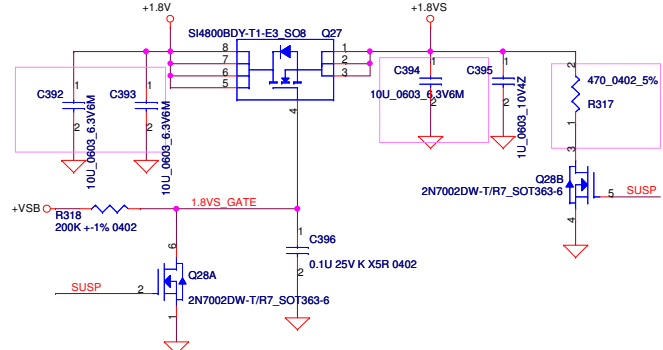 +1.8V
+1.8VS
SI4800BDY-T1-E3_SO8 Q27
8
7
6
5
1
2
3
4
C392
1
2
10U_0603_6.3V6M
C393
1
2
10U_0603_6.3V6M
C394
1
2
10U_0603_6.3V6M
C395
1
2
1U_0603_10V4Z
2
470_0402_5%
R317
1
3
Q28B
2N7002DW-T/R7_SOT363-6
5
SUSP
4
+VSB
R318
200K +-1% 0402
1.8VS_GATE
1
C396
2
0.1U 25V K X5R 0402
6
Q28A
SUSP
2
2N7002DW-T/R7_SOT363-6
1